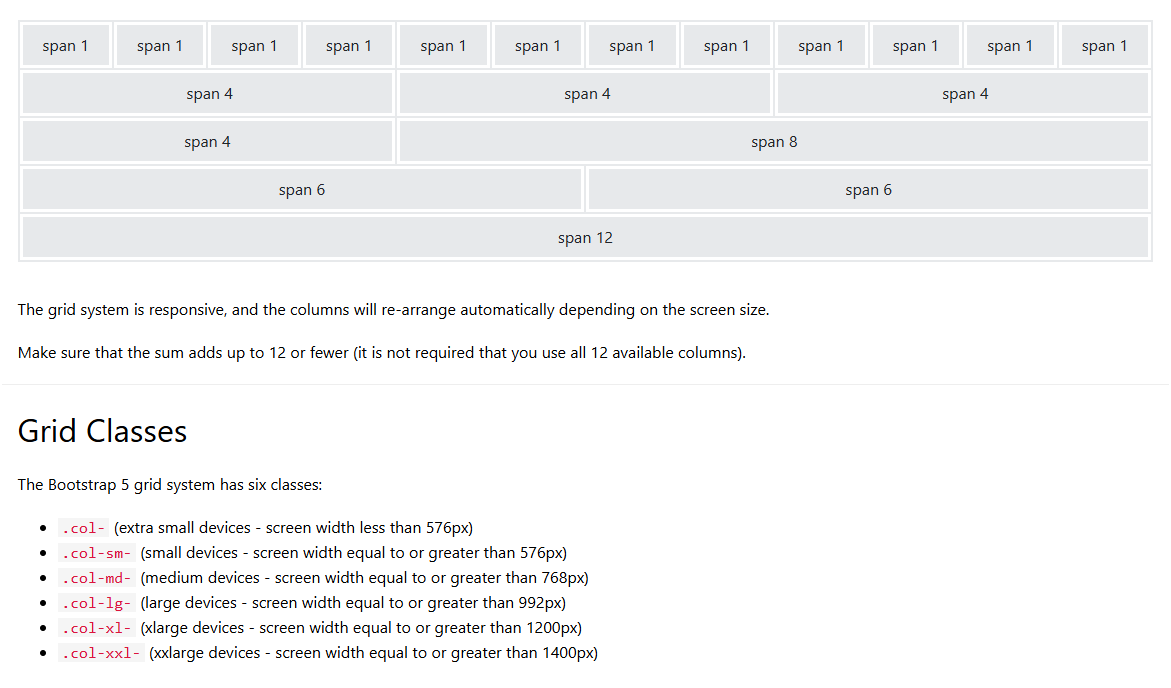 span 1 span 1 span 1 span 1 span 1 span 1 span 1 span 1 span 1 span 1 span 1 span 1
span 4 span 4 span 4
span 4 span 8
span 6 span 6
span 12
The grid system is responsive, and the columns will re-arrange automatically depending on the screen size.
Make sure that the sum adds up to 12 or fewer (it is not required that you use all 12 available columns).
Grid Classes
The Bootstrap 5 grid system has six classes:
• .col- (extra small devices - screen width less than 576px)
• .col-sm- (small devices - screen width equal to or greater than 576px)
• .col-md- (medium devices - screen width equal to or greater than 768px)
• .col-lg- (large devices - screen width equal to or greater than 992px)
• .col-xl- (xlarge devices - screen width equal to or greater than 1200px)
• .col-xxl- (xxlarge devices - screen width equal to or greater than 1400px)